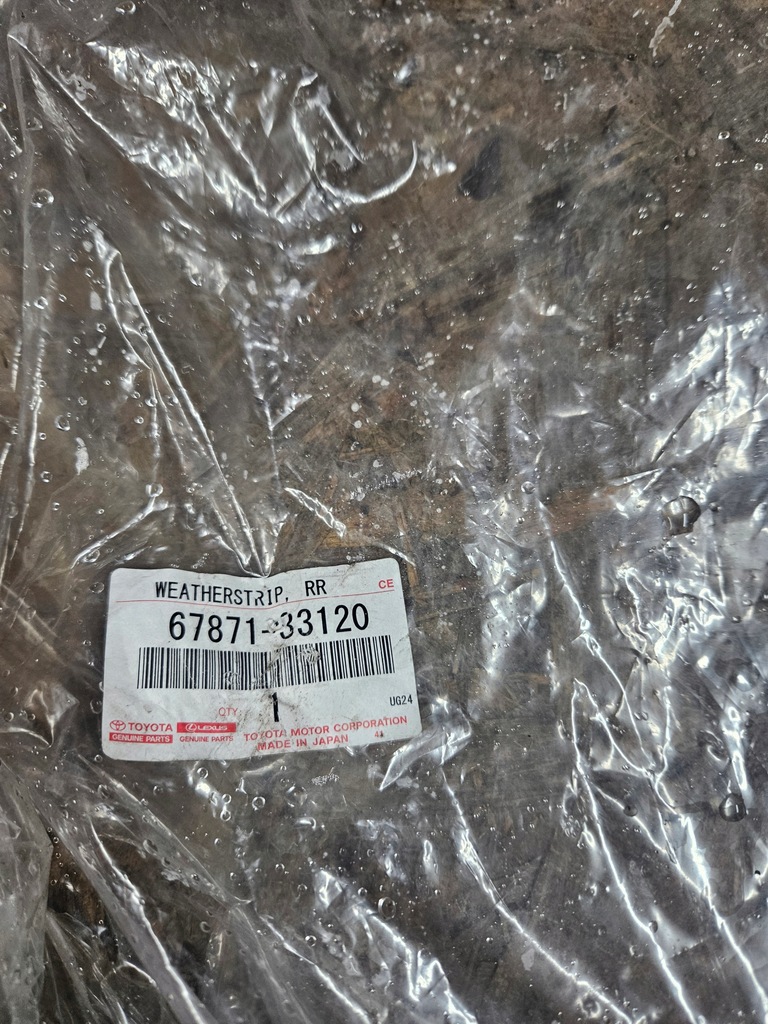 WEATHERSTRIP, RR
CE
67871-33120
QTY.
1
UG24
TOYOTA
GENUINE PARTS
LEXUS
GENUINE PARTS
TOYOTA MOTOR CORPORATION
MADE IN JAPAN